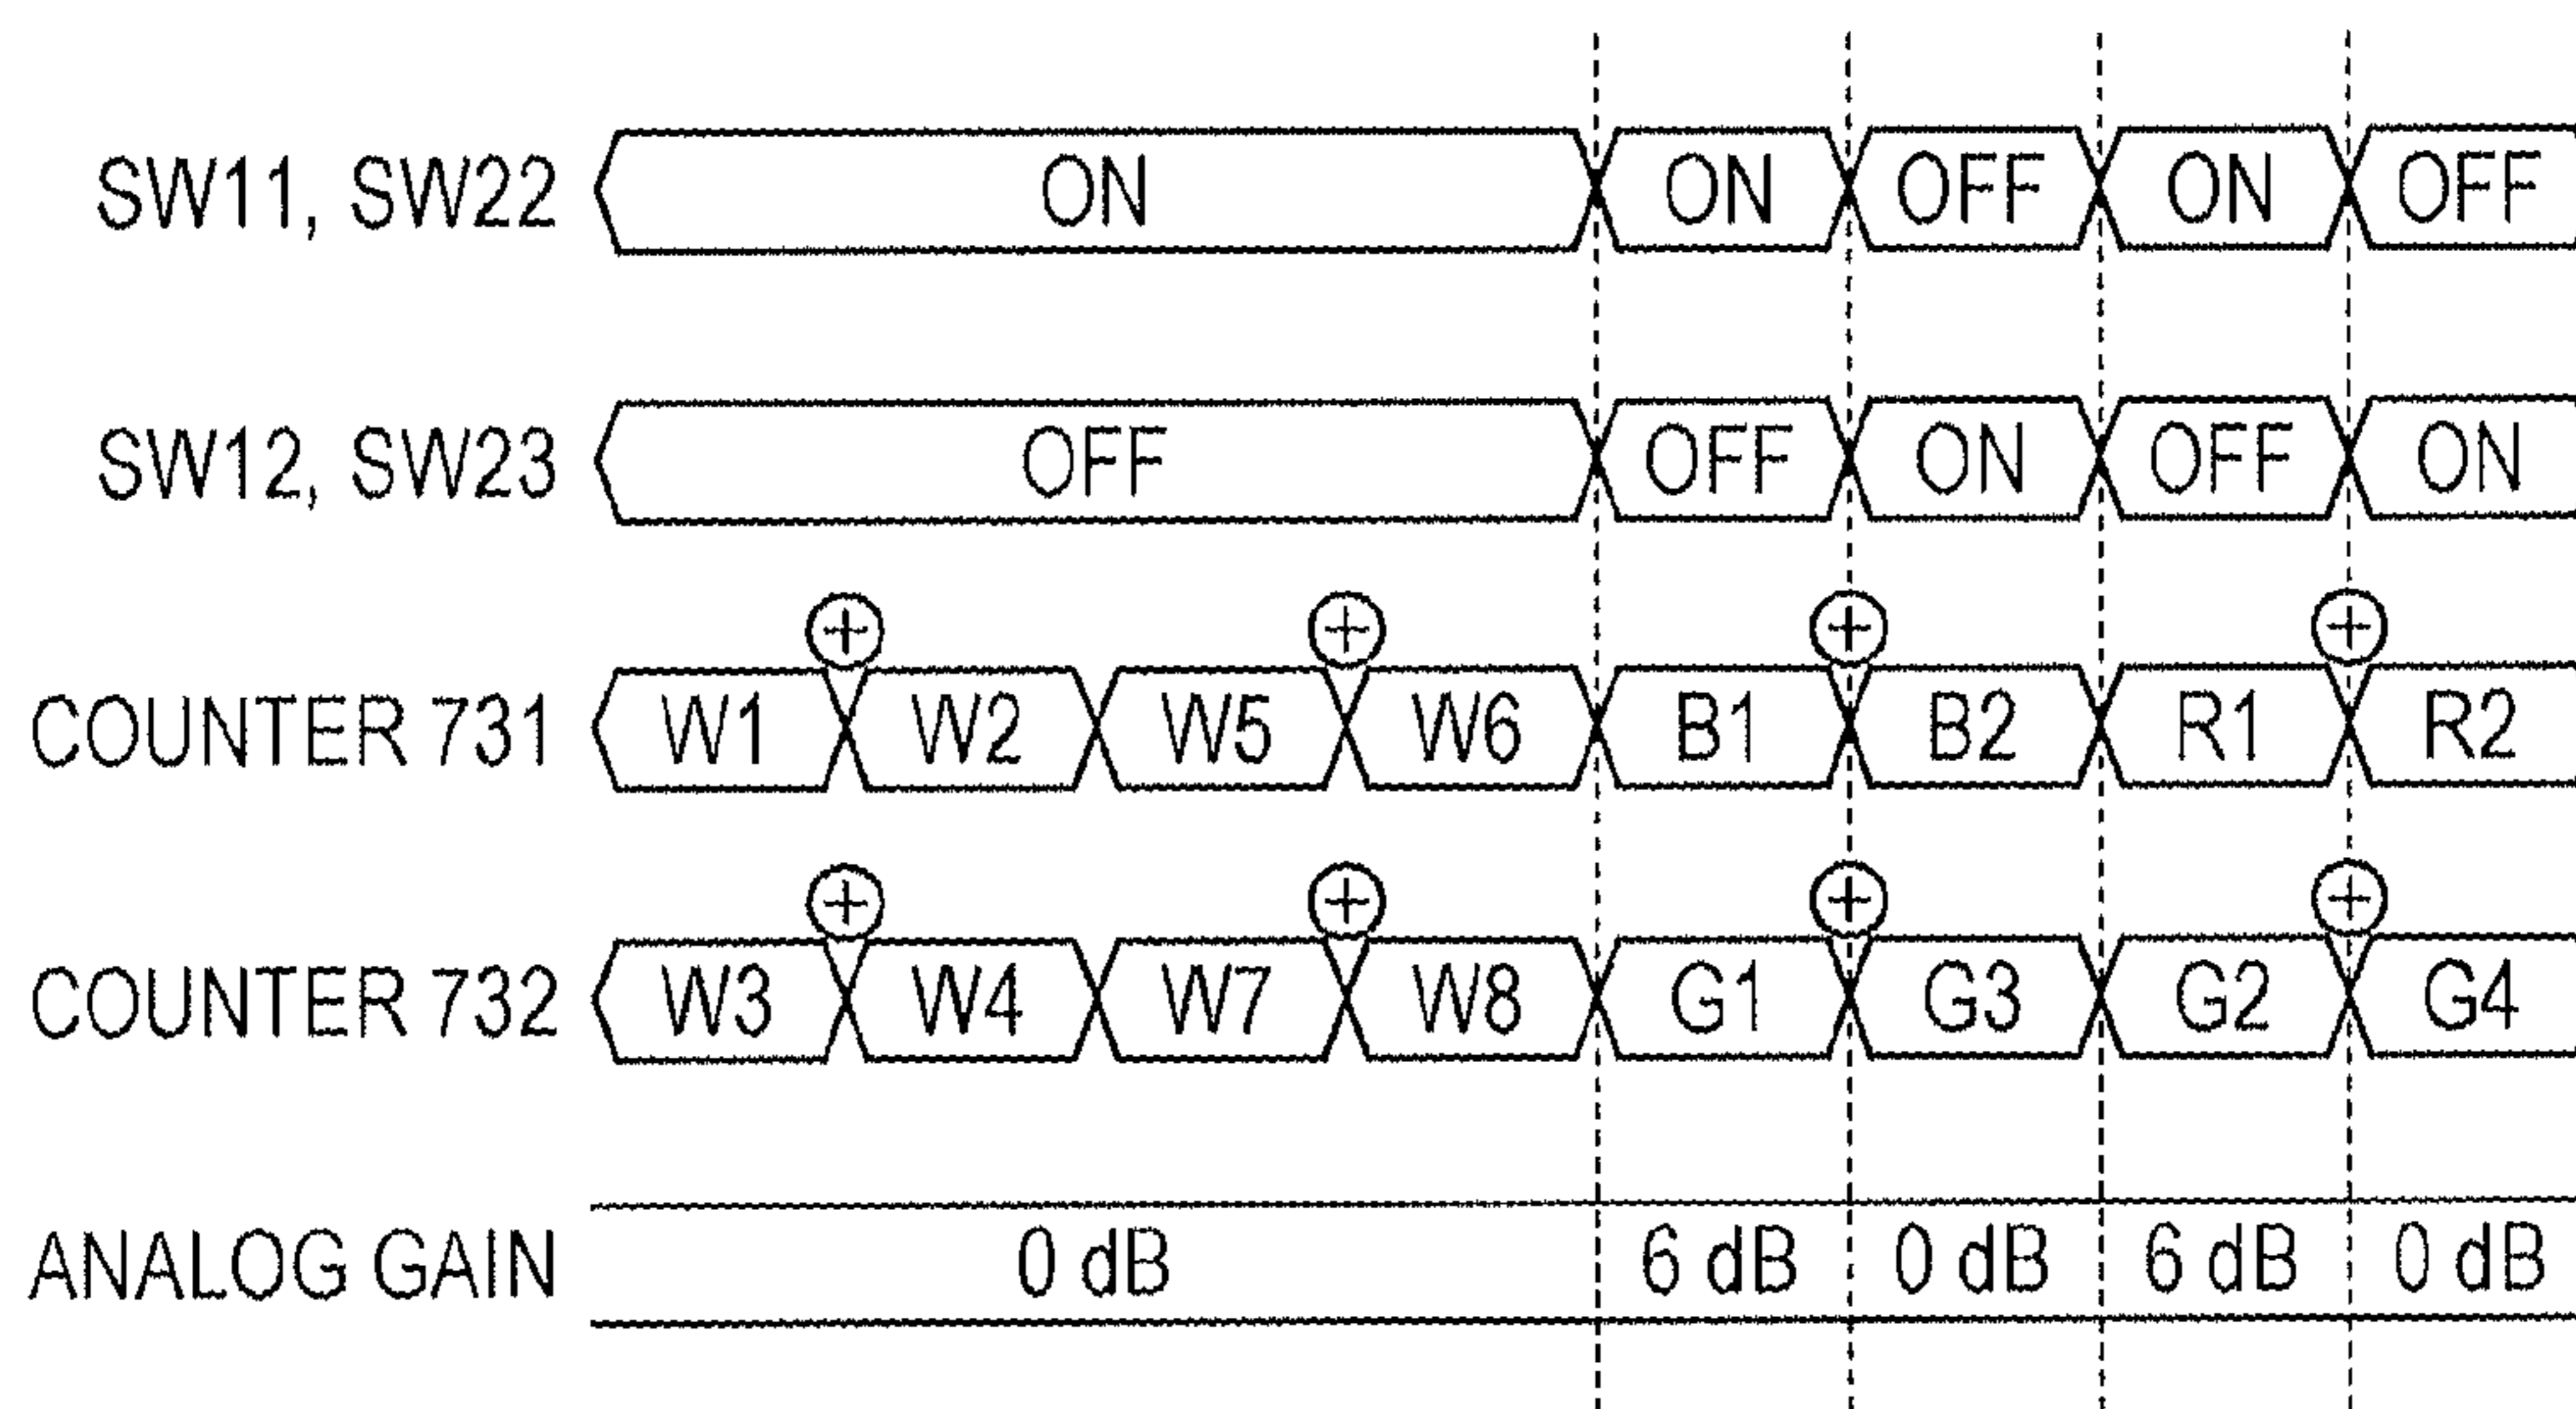 SW11, SW22 ON ON OFF ON OFF
SW12, SW23 OFF OFF ON OFF ON
+ + + +
COUNTER 731 W1 W2 W5 W6 B1 B2 R1 R2
+ + + +
COUNTER 732 W3 W4 W7 W8 G1 G3 G2 G4
ANALOG GAIN 0 dB 6 dB 0 dB 6 dB 0 dB